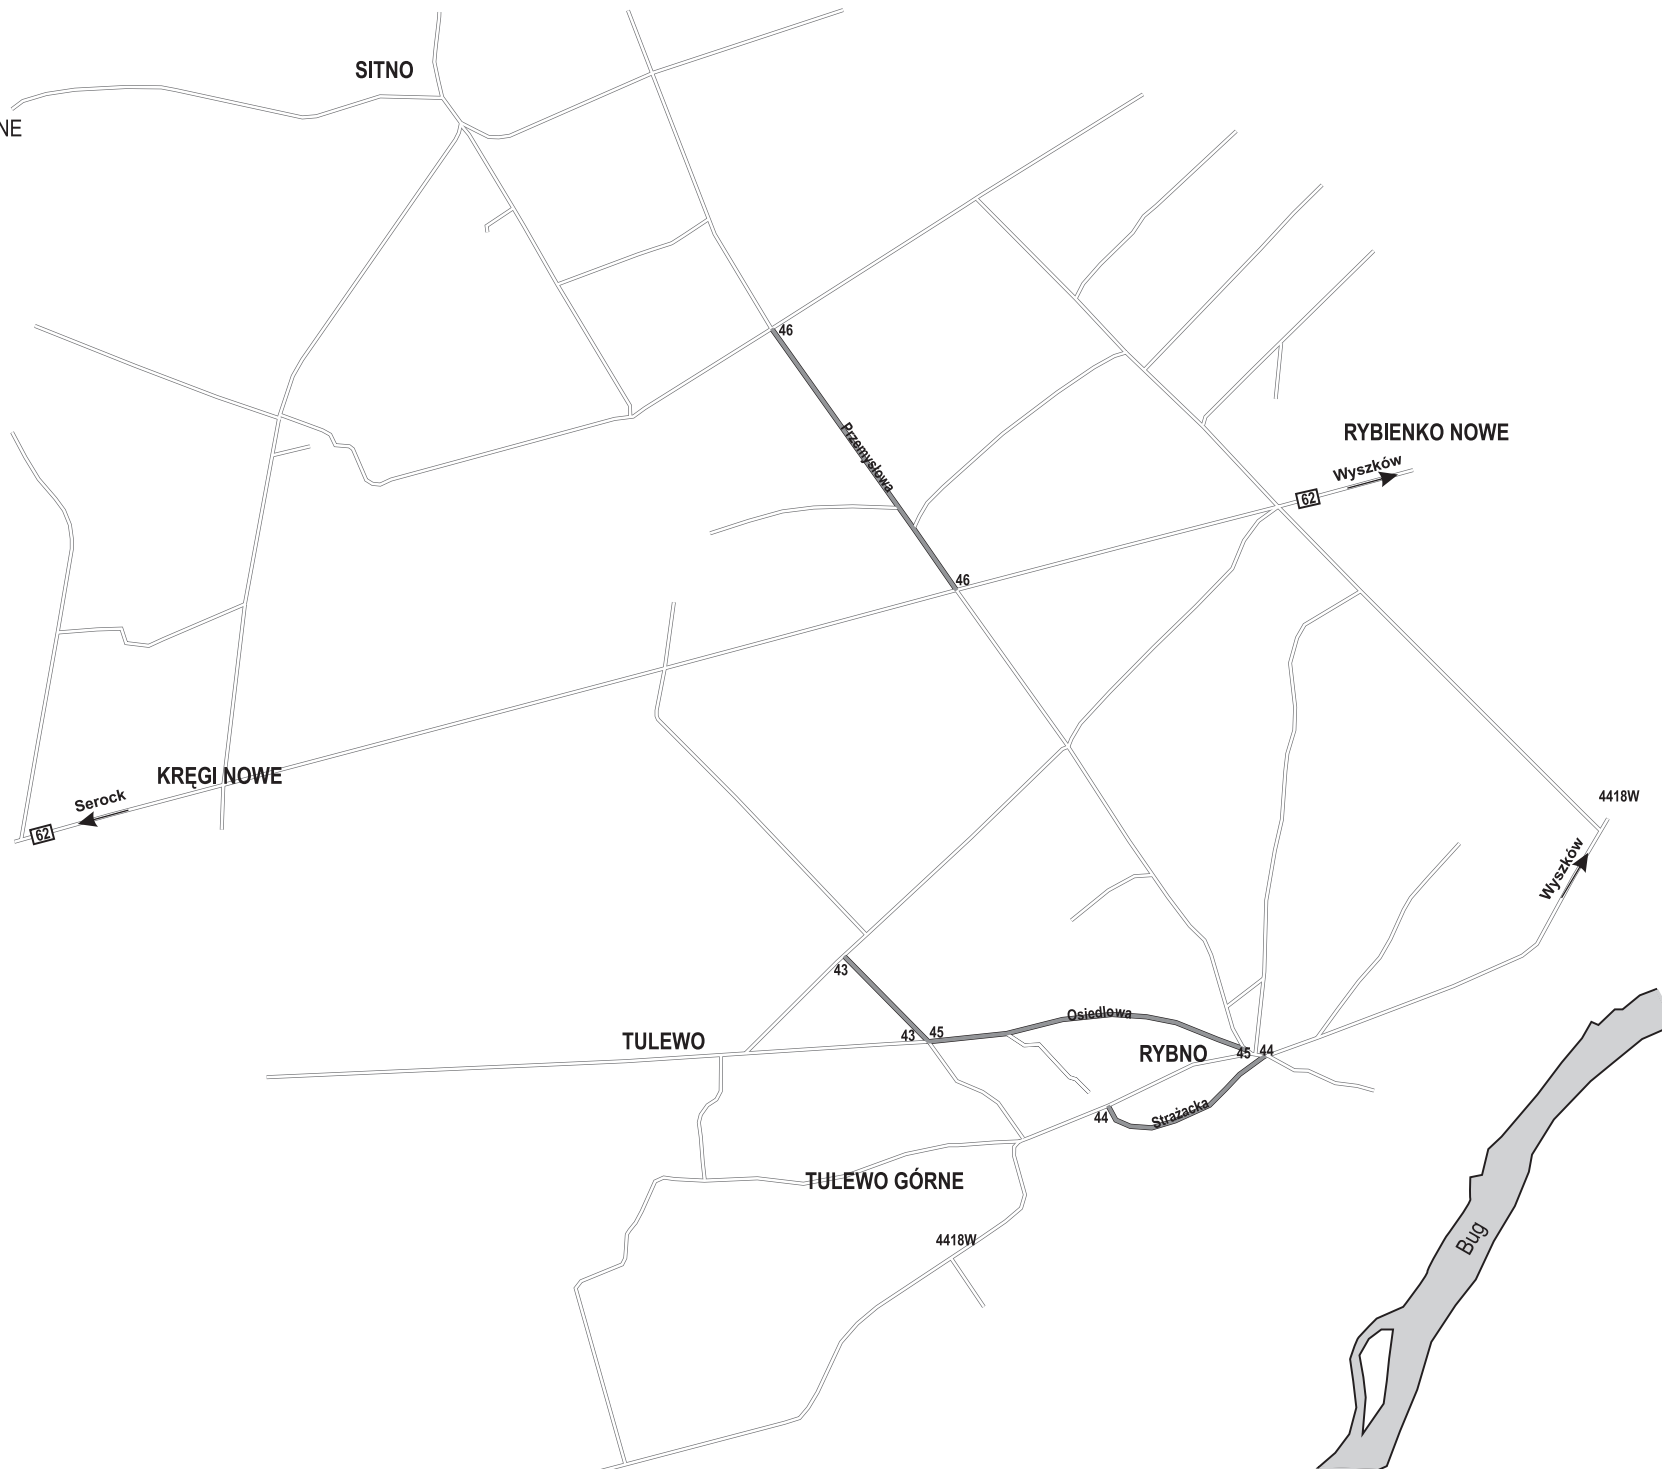 SITNO
NE
46
Przemysłowa
RYBIENKO NOWE
Wyszków
62
46
KRĘGI NOWE
Serock
62
4418W
Wyszków
43
43
45
Osiedlowa
TULEWO
RYBNO
45
44
44
Strażacka
TULEWO GÓRNE
4418W
Bug